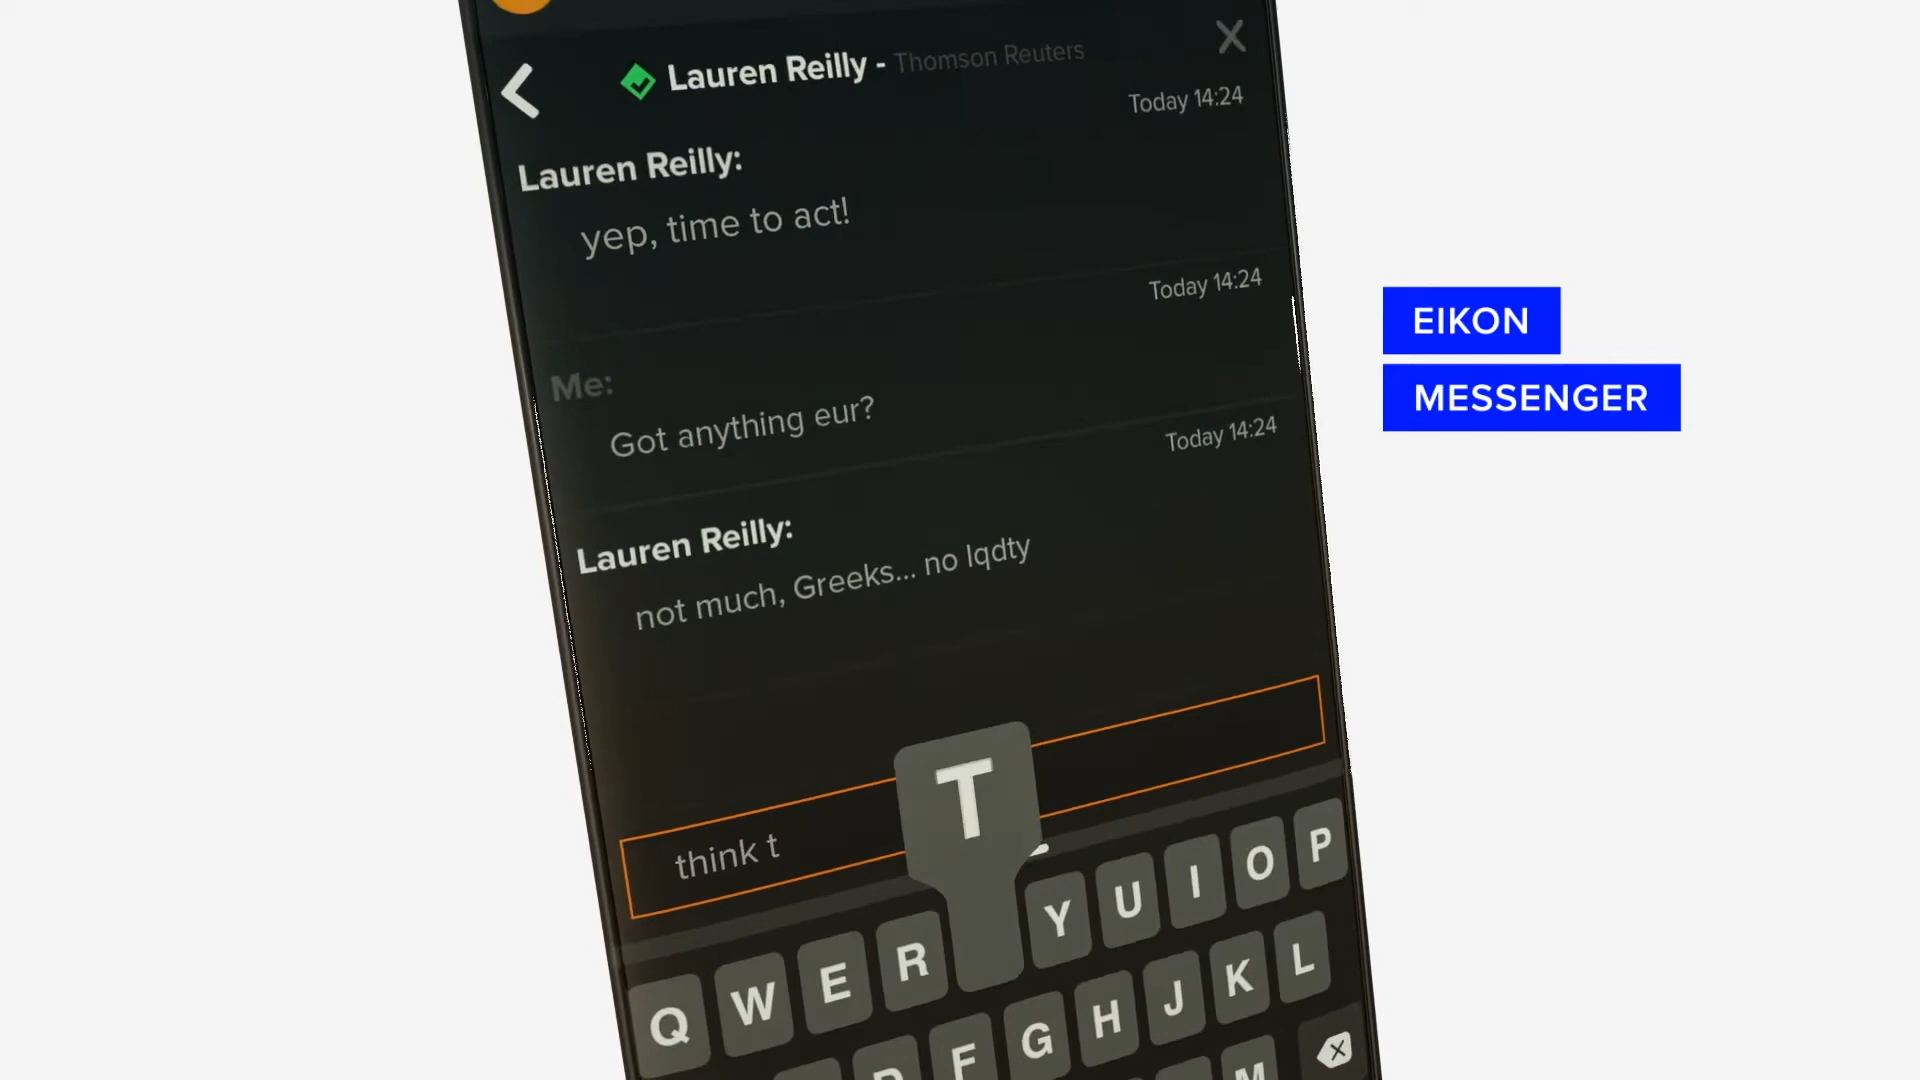 Lauren Reilly - Thomson Reuters
Today 14:24
Lauren Reilly:
yep, time to act!
Today 14:24
Me:
Got anything eur?
Today 14:24
Lauren Reilly:
not much, Greeks... no lqdty
think t
T
Q W E R Y U I O P
D F G H J K L
M
EIKON
MESSENGER